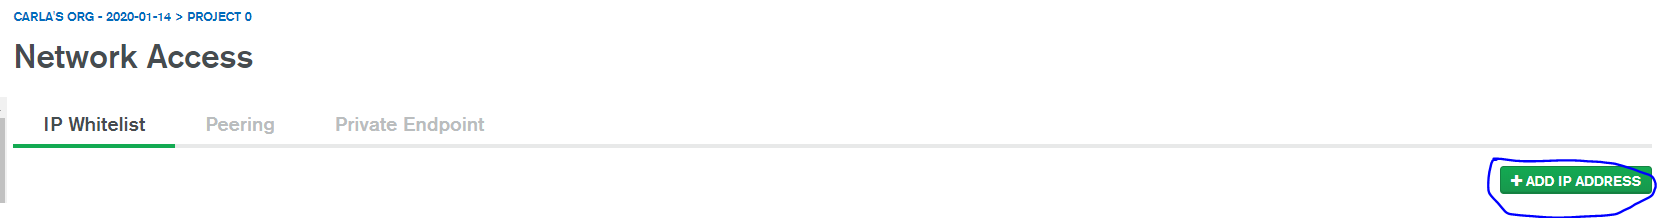 CARLA'S ORG - 2020-01-14 > PROJECT 0
Network Access
IP Whitelist Peering Private Endpoint
+ ADD IP ADDRESS